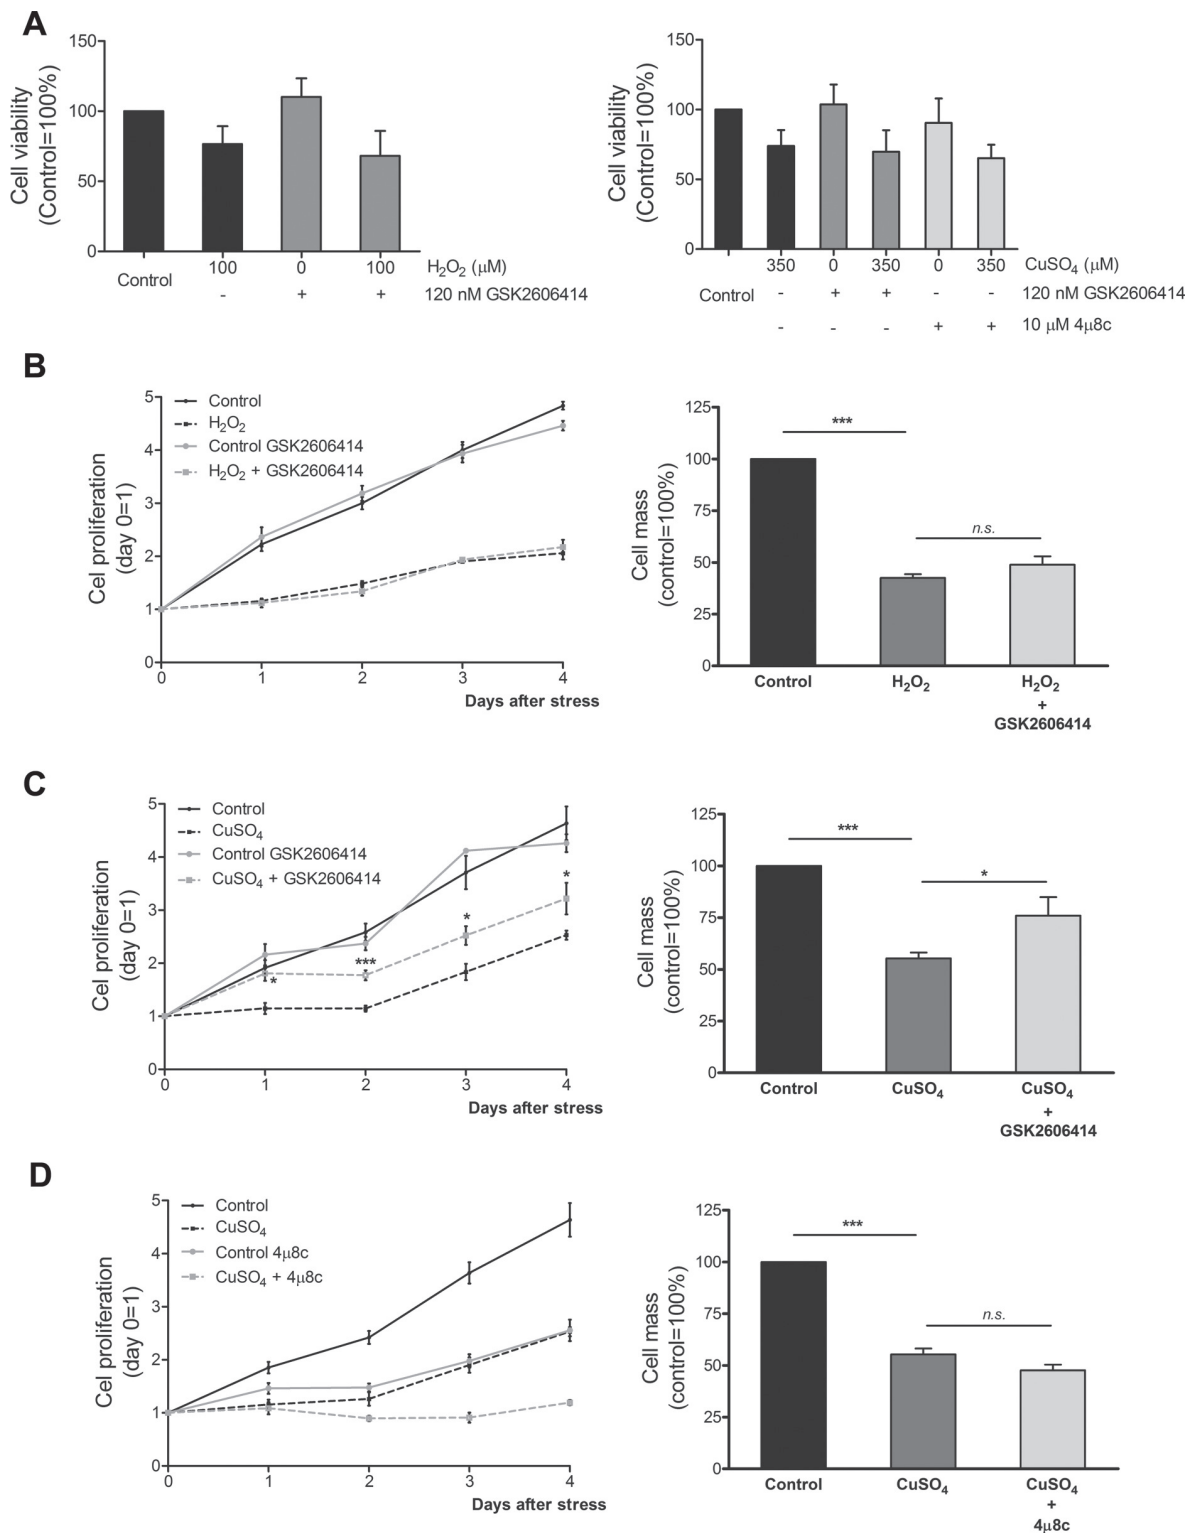 A
Cell viability
(Control=100%)
150
100
50
0
Control
100
0
100
H2O2 (μM)
-
+
+
120 nM GSK2606414
Cell viability
(Control=100%)
150
100
50
0
Control
350
0
350
0
350
CuSO4 (μM)
-
+
+
-
-
120 nM GSK2606414
-
-
-
+
+
10 μM 4μ8c
B
Cel proliferation
(day 0=1)
5
4
3
2
1
0
Control
H2O2
Control GSK2606414
H2O2 + GSK2606414
0
1
2
3
4
Days after stress
Cell mass
(control=100%)
125
100
75
50
25
0
***
n.s.
Control
H2O2
H2O2
+
GSK2606414
C
Cel proliferation
(day 0=1)
5
4
3
2
1
0
Control
CuSO4
Control GSK2606414
CuSO4 + GSK2606414
*
***
*
*
0
1
2
3
4
Days after stress
Cell mass
(control=100%)
125
100
75
50
25
0
***
*
Control
CuSO4
CuSO4
+
GSK2606414
D
Cel proliferation
(day 0=1)
5
4
3
2
1
0
Control
CuSO4
Control 4μ8c
CuSO4 + 4μ8c
0
1
2
3
4
Days after stress
Cell mass
(control=100%)
125
100
75
50
25
0
***
n.s.
Control
CuSO4
CuSO4
+
4μ8c